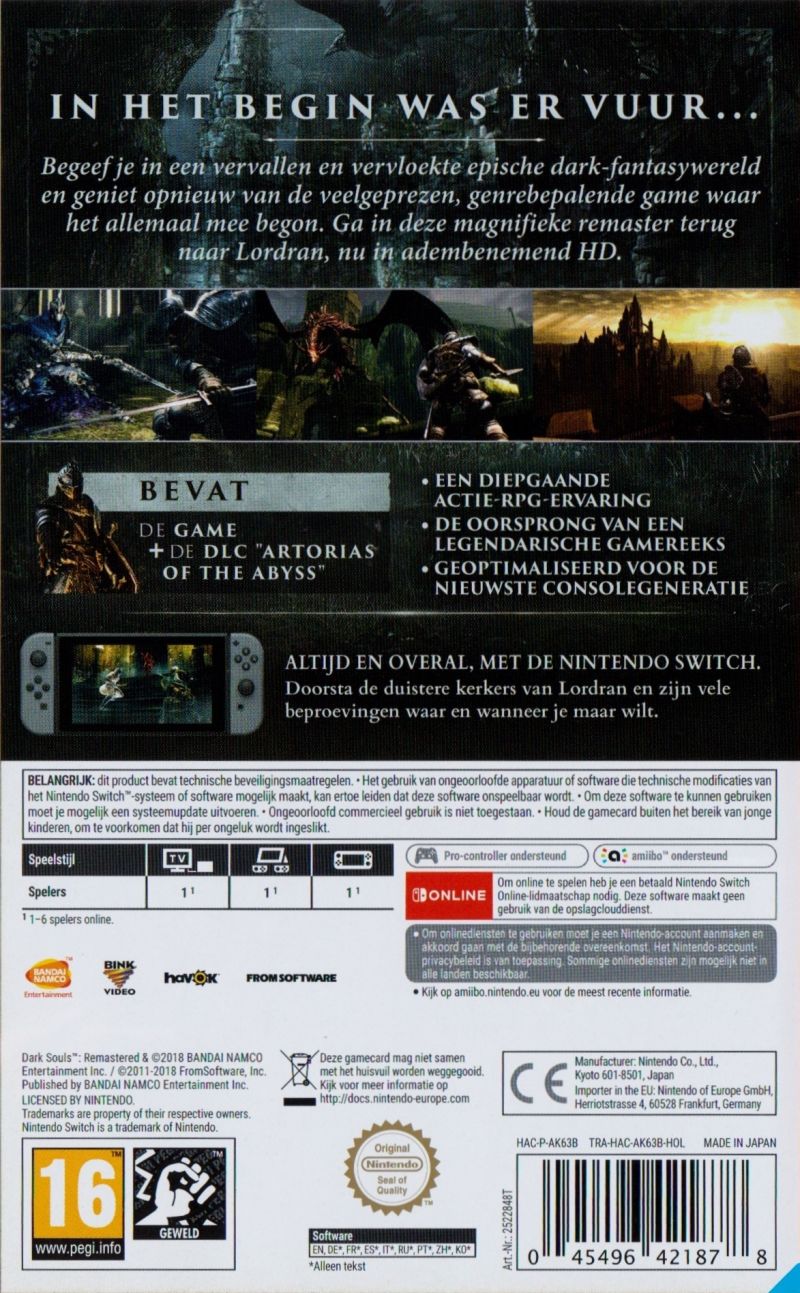 IN HET BEGIN WAS ER VUUR...
Begeef je in een vervallen en vervloekte epische dark-fantasywereld
en geniet opnieuw van de veelgeprezen, genrebepalende game waar
het allemaal mee begon. Ga in deze magnifieke remaster terug
naar Lordran, nu in adembenemend HD.
BEVAT
DE GAME
+ DE DLC "ARTORIAS
OF THE ABYSS"
• EEN DIEPGAANDE
ACTIE-RPG-ERVARING
• DE OORSPRONG VAN EEN
LEGENDARISCHE GAMEREEKS
• GEOPTIMALISEERD VOOR DE
NIEUWSTE CONSOLEGENERATIE
ALTIJD EN OVERAL, MET DE NINTENDO SWITCH.
Doorsta de duistere kerkers van Lordran en zijn vele
beproevingen waar en wanneer je maar wilt.
BELANGRIJK: dit product bevat technische beveiligingsmaatregelen. • Het gebruik van ongeoorloofde apparatuur of software die technische modificaties van
het Nintendo Switch™-systeem of software mogelijk maakt, kan ertoe leiden dat deze software onspeelbaar wordt. • Om deze software te kunnen gebruiken
moet je mogelijk een systeemupdate uitvoeren. • Ongeoorloofd commercieel gebruik is niet toegestaan. • Houd de gamecard buiten het bereik van jonge
kinderen, om te voorkomen dat hij per ongeluk wordt ingeslikt.
Speelstijl TV
Spelers 1¹ 1¹ 1¹
¹ 1-6 spelers online.
Pro-controller ondersteund
amiibo™ ondersteund
ONLINE
Om online te spelen heb je een betaald Nintendo Switch
Online-lidmaatschap nodig. Deze software maakt geen
gebruik van de opslagclouddienst.
• Om onlinediensten te gebruiken moet je een Nintendo-account aanmaken en
akkoord gaan met de bijbehorende overeenkomst. Het Nintendo-account-
privacybeleid is van toepassing. Sommige onlinediensten zijn mogelijk niet in
alle landen beschikbaar.
• Kijk op amiibo.nintendo.eu voor de meest recente informatie.
BANDAI
NAMCO
Entertainment
BINK
VIDEO
havok
FROMSOFTWARE
Dark Souls™: Remastered & ©2018 BANDAI NAMCO
Entertainment Inc. / ©2011-2018 FromSoftware, Inc.
Published by BANDAI NAMCO Entertainment Inc.
LICENSED BY NINTENDO.
Trademarks are property of their respective owners.
Nintendo Switch is a trademark of Nintendo.
Deze gamecard mag niet samen
met het huisvuil worden weggegooid.
Kijk voor meer informatie op
http://docs.nintendo-europe.com
CE
Manufacturer: Nintendo Co., Ltd.,
Kyoto 601-8501, Japan
Importer in the EU: Nintendo of Europe GmbH,
Herriotstrasse 4, 60528 Frankfurt, Germany
HAC-P-AK63B TRA-HAC-AK63B-HOL MADE IN JAPAN
16
www.pegi.info
GEWELD
Original
Nintendo
Seal of
Quality
Software
EN, DE*, FR*, ES*, IT*, RU*, PT*, ZH*, KO*
*Alleen tekst
Art.-Nr.: 2522848T
0 45496 42187 8